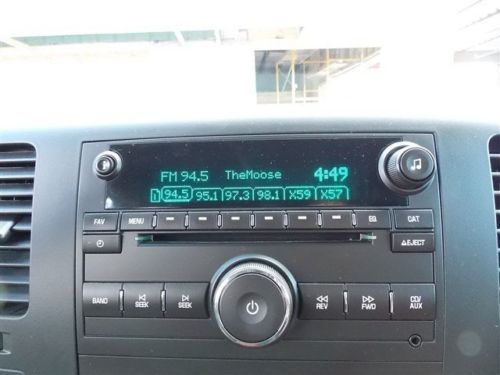 FM 94.5 TheMoose 4:49
1 94.5 95.1 97.3 98.1 X59 X57
FAV MENU EQ CAT
EJECT
BAND SEEK SEEK REV FWD CD/AUX